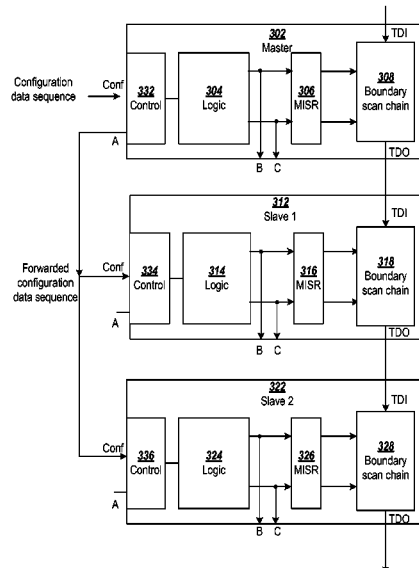 TDI
302
Master
Configuration
data sequence
Conf
332
Control
304
Logic
306
MISR
308
Boundary
scan chain
A
B
C
TDO
312
Slave 1
TDI
Forwarded
configuration
data sequence
Conf
334
Control
314
Logic
316
MISR
318
Boundary
scan chain
A
B
C
TDO
322
Slave 2
TDI
Conf
336
Control
324
Logic
326
MISR
328
Boundary
scan chain
A
B
C
TDO